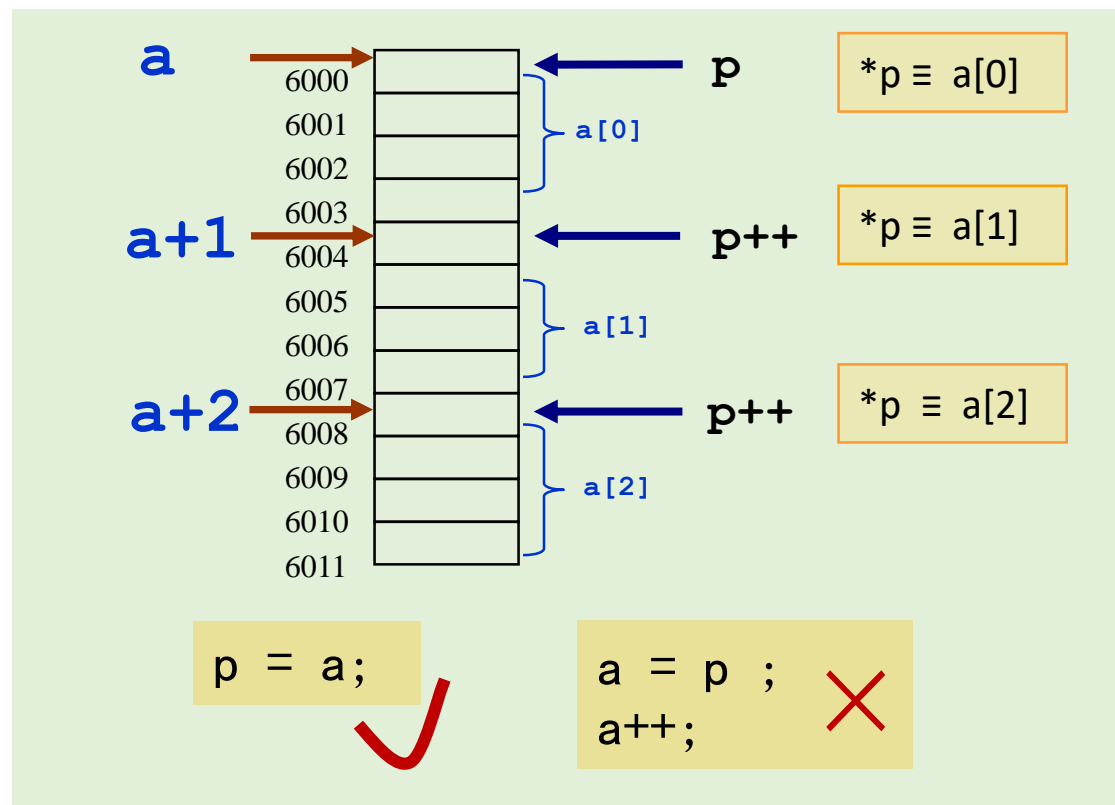 a
p
*p ≡ a[0]
6000
6001
a[0]
6002
6003
a+1
p++
*p ≡ a[1]
6004
6005
a[1]
6006
6007
a+2
p++
*p ≡ a[2]
6008
6009
a[2]
6010
6011
p = a;
a = p ;
a++;